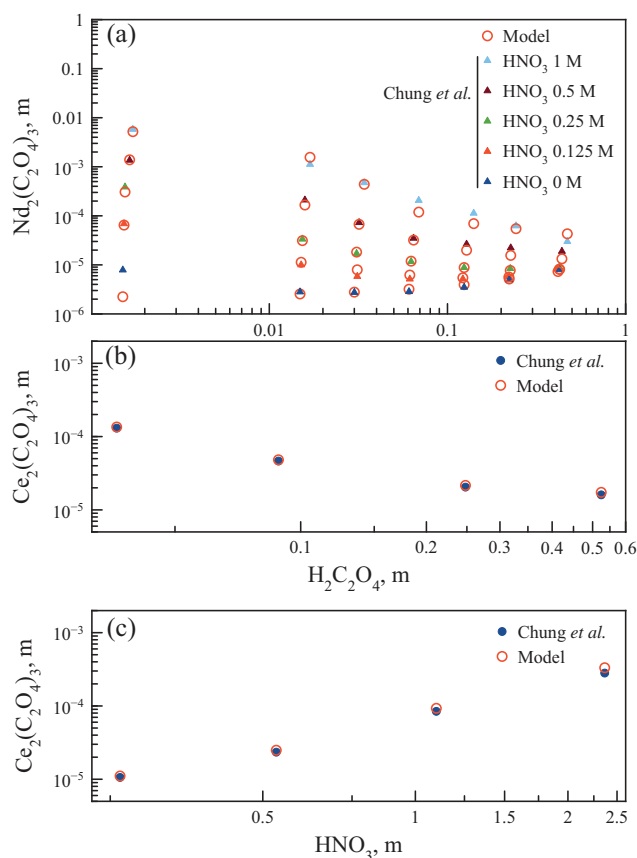 (a)
Nd₂(C₂O₄)₃, m
1
0.1
0.01
10⁻³
10⁻⁴
10⁻⁵
10⁻⁶
Model
Chung et al.
HNO₃ 1 M
HNO₃ 0.5 M
HNO₃ 0.25 M
HNO₃ 0.125 M
HNO₃ 0 M
0.01 0.1 1
(b)
Ce₂(C₂O₄)₃, m
10⁻³
10⁻⁴
10⁻⁵
Chung et al.
Model
0.1 0.2 0.3 0.4 0.5 0.6
H₂C₂O₄, m
(c)
Ce₂(C₂O₄)₃, m
10⁻³
10⁻⁴
10⁻⁵
Chung et al.
Model
0.5 1 1.5 2 2.5
HNO₃, m